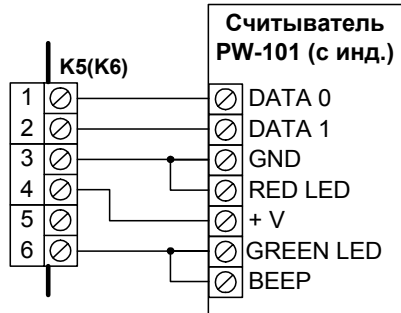 Считыватель
PW-101 (с инд.)
K5(K6)
1
DATA 0
2
DATA 1
3
GND
4
RED LED
5
+ V
6
GREEN LED
BEEP